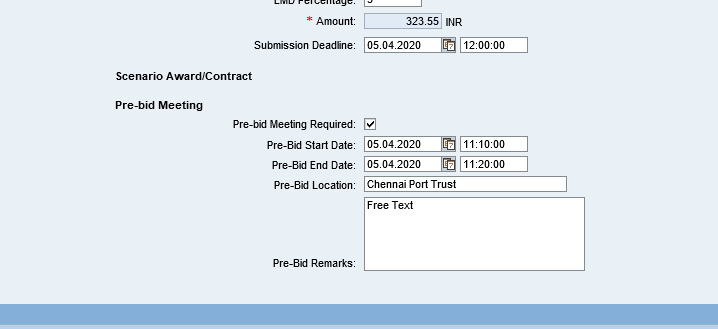 EMD Percentage: 5
* Amount: 323.55 INR
Submission Deadline: 05.04.2020 12:00:00
Scenario Award/Contract
Pre-bid Meeting
Pre-bid Meeting Required:
Pre-Bid Start Date: 05.04.2020 11:10:00
Pre-Bid End Date: 05.04.2020 11:20:00
Pre-Bid Location: Chennai Port Trust
Free Text
Pre-Bid Remarks: